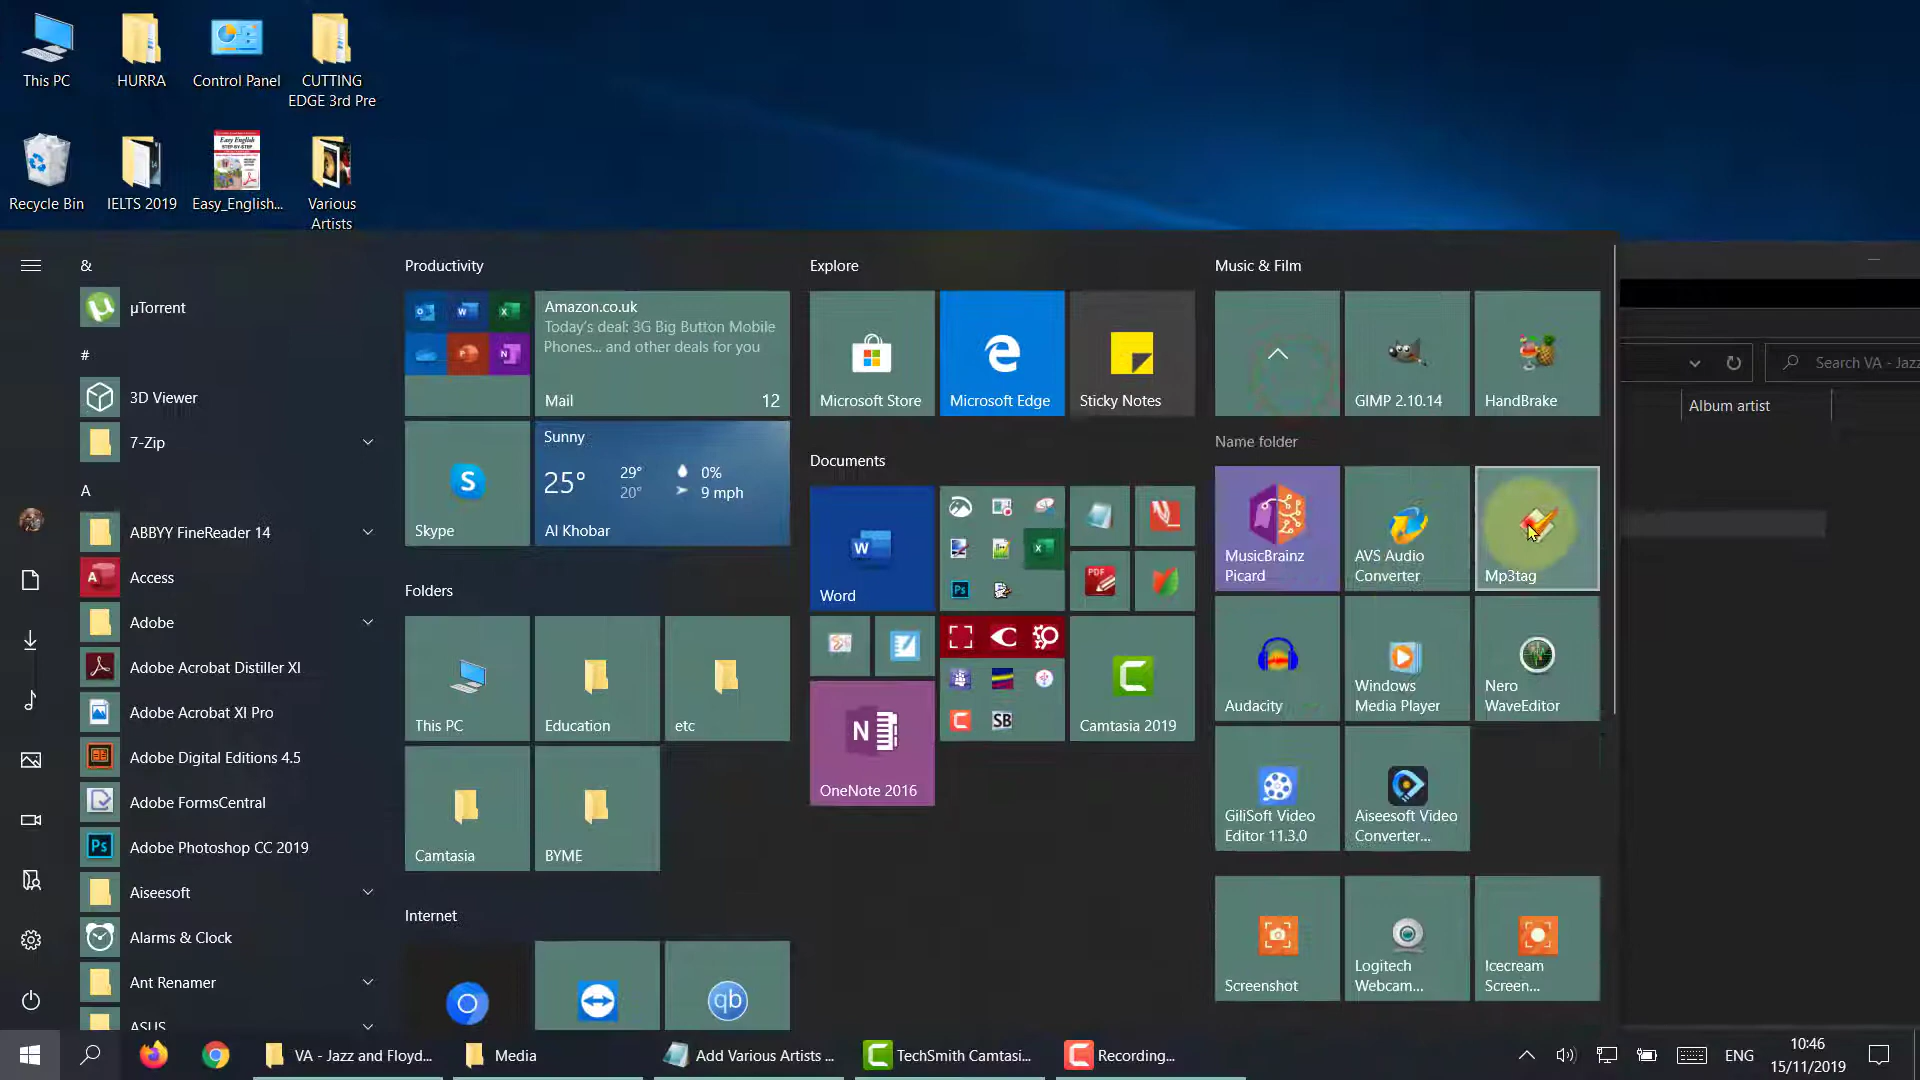 This PC
HURRA
Control Panel
CUTTING
EDGE 3rd Pre
Recycle Bin
IELTS 2019
Easy English
STEP-BY-STEP
Easy_English...
Various
Artists
&
µTorrent
#
3D Viewer
7-Zip
A
ABBYY FineReader 14
Access
Adobe
Adobe Acrobat Distiller XI
Adobe Acrobat XI Pro
Adobe Digital Editions 4.5
Adobe FormsCentral
Adobe Photoshop CC 2019
Aiseesoft
Alarms & Clock
Ant Renamer
ASUS
Productivity
Amazon.co.uk
Today's deal: 3G Big Button Mobile
Phones... and other deals for you
Mail
12
Skype
Sunny
25°
29°
20°
0%
9 mph
Al Khobar
Folders
This PC
Education
etc
Camtasia
BYME
Internet
qb
Explore
Microsoft Store
Microsoft Edge
Sticky Notes
Documents
Word
PDF
SB
OneNote 2016
Camtasia 2019
Music & Film
GIMP 2.10.14
HandBrake
Name folder
MusicBrainz
Picard
AVS Audio
Converter
Mp3tag
Audacity
Windows
Media Player
Nero
WaveEditor
GiliSoft Video
Editor 11.3.0
Aiseesoft Video
Converter...
Screenshot
Logitech
Webcam...
Icecream
Screen...
Search VA - Jazz
Album artist
VA - Jazz and Floyd...
Media
Add Various Artists ...
TechSmith Camtasi...
Recording...
ENG
10:46
15/11/2019